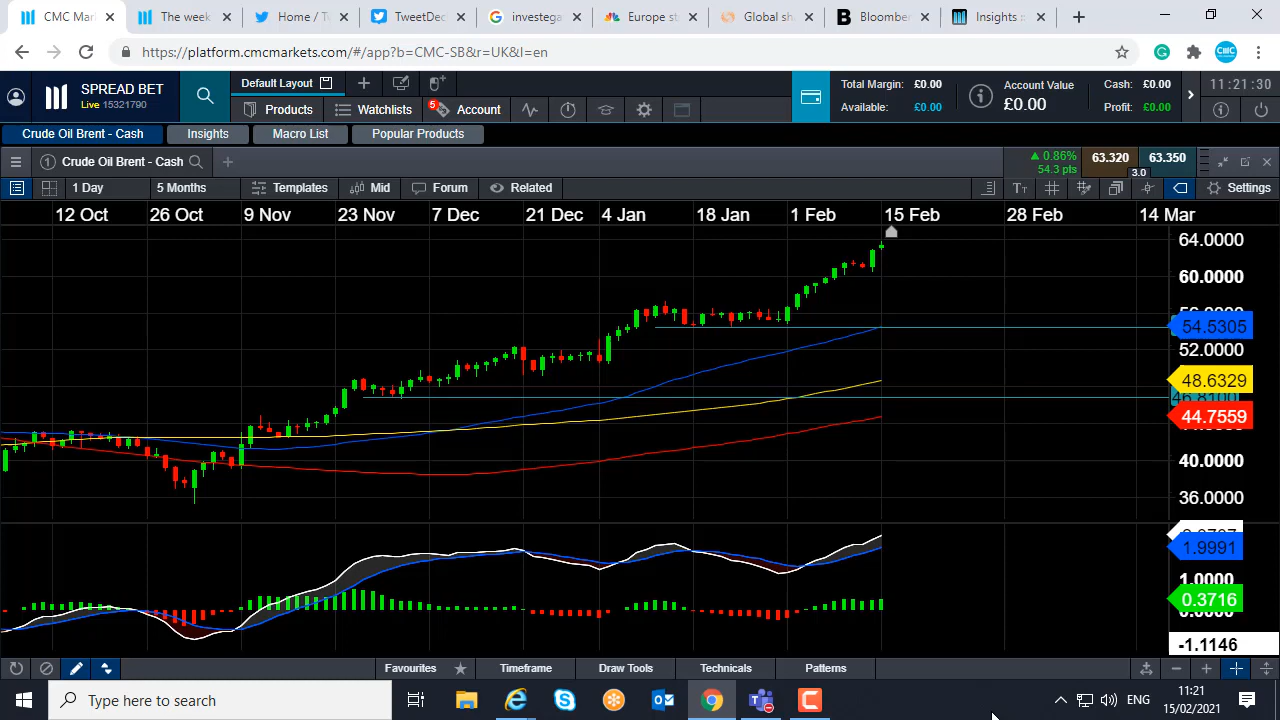 CMC Mar
The week
Home / T
TweetDec
investega
Europe st
Global sh
Bloomber
Insights
https://platform.cmcmarkets.com/#/app?b=CMC-SB&r=UK&l=en
SPREAD BET
Live 15321790
Default Layout
Products
Watchlists
5
Account
Total Margin: £0.00
Available: £0.00
Account Value
£0.00
Cash: £0.00
Profit: £0.00
11:21:30
Crude Oil Brent - Cash
Insights
Macro List
Popular Products
1
Crude Oil Brent - Cash
0.86%
54.3 pts
63.320
63.350
3.0
1 Day
5 Months
Templates
Mid
Forum
Related
Settings
12 Oct
26 Oct
9 Nov
23 Nov
7 Dec
21 Dec
4 Jan
18 Jan
1 Feb
15 Feb
28 Feb
14 Mar
64.0000
60.0000
54.5305
52.0000
48.6329
44.7559
40.0000
36.0000
1.9991
1.0000
0.3716
-1.1146
Favourites
Timeframe
Draw Tools
Technicals
Patterns
Type here to search
ENG
11:21
15/02/2021